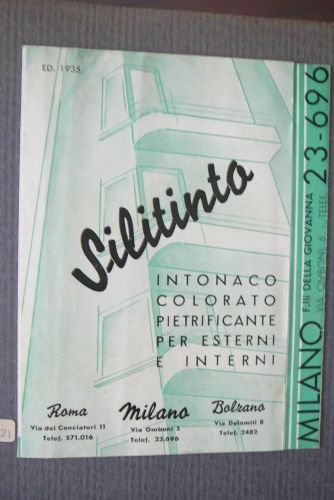 ED. 1935
Silitinto
INTONACO
COLORATO
PIETRIFICANTE
PER ESTERNI
E INTERNI
Roma
Via dei Conciatori 11
Telef. 571.016
Milano
Via Omboni 5
Telef. 23.696
Bolzano
Via Dolomiti 8
Telef. 2482
MILANO F.lli DELLA GIOVANNA 23-696
VIA OMBONI 5 - TELEF.
21